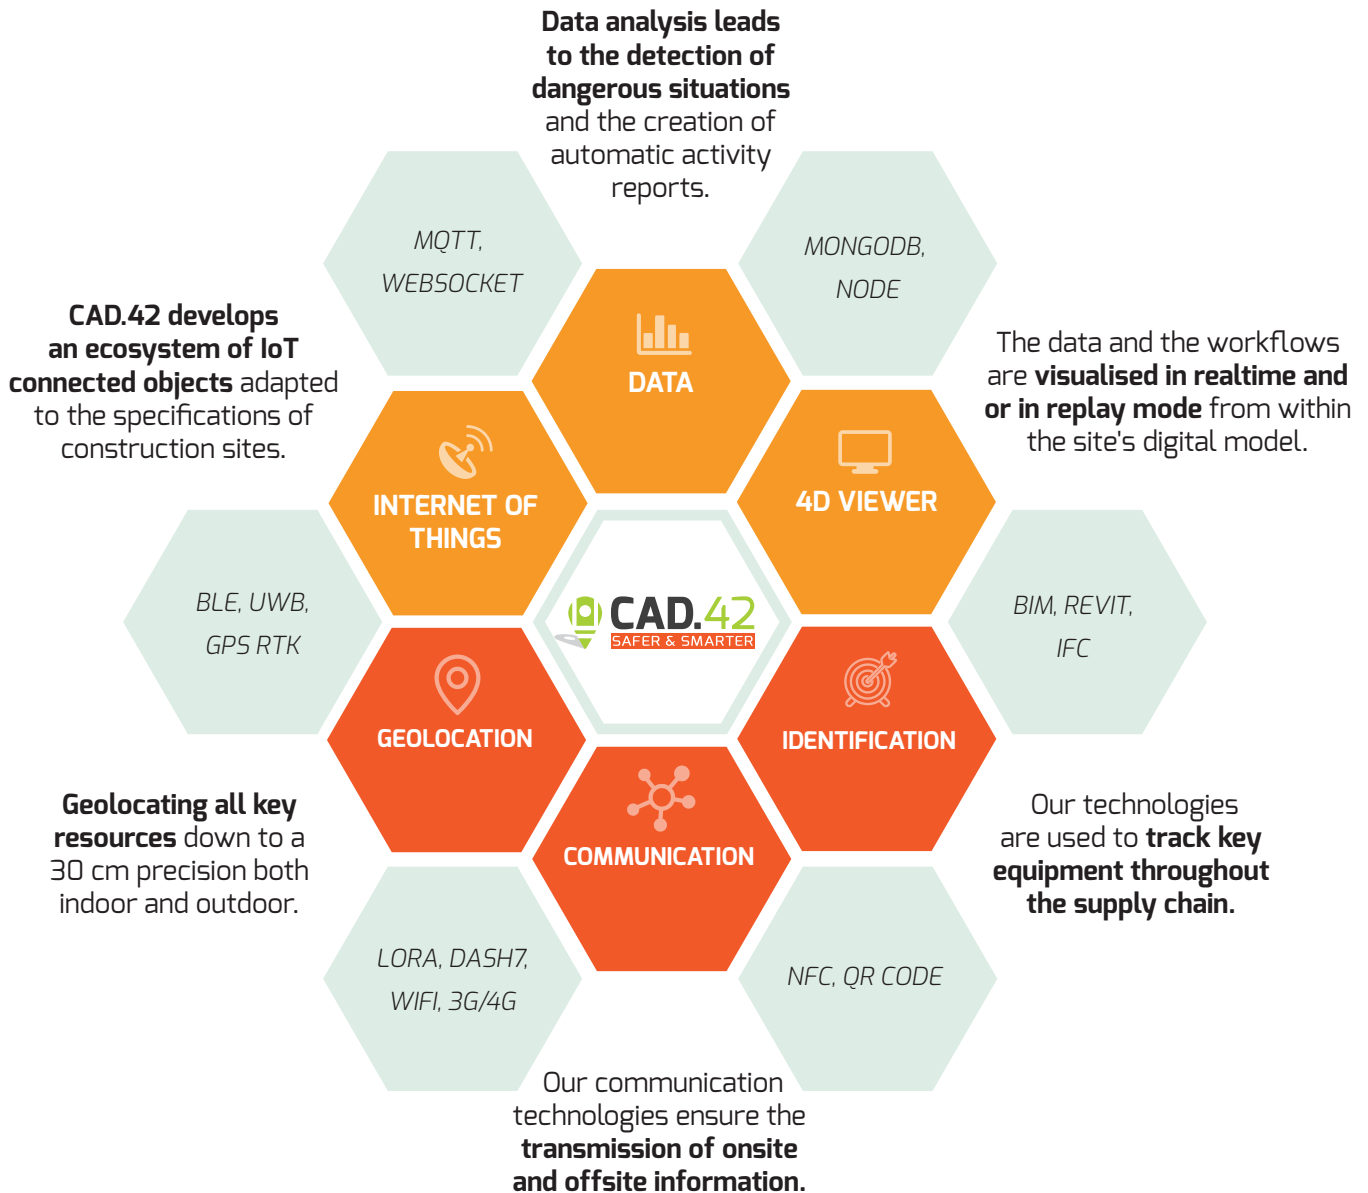 Data analysis leads
to the detection of
dangerous situations
and the creation of
automatic activity
reports.
MQTT,
WEBSOCKET
MONGODB,
NODE
CAD.42 develops
an ecosystem of IoT
connected objects adapted
to the specifications of
construction sites.
DATA
The data and the workflows
are visualised in realtime and
or in replay mode from within
the site's digital model.
INTERNET OF
THINGS
4D VIEWER
BLE, UWB,
GPS RTK
CAD.42
SAFER & SMARTER
BIM, REVIT,
IFC
GEOLOCATION
IDENTIFICATION
Geolocating all key
resources down to a
30 cm precision both
indoor and outdoor.
COMMUNICATION
Our technologies
are used to track key
equipment throughout
the supply chain.
LORA, DASH7,
WIFI, 3G/4G
NFC, QR CODE
Our communication
technologies ensure the
transmission of onsite
and offsite information.